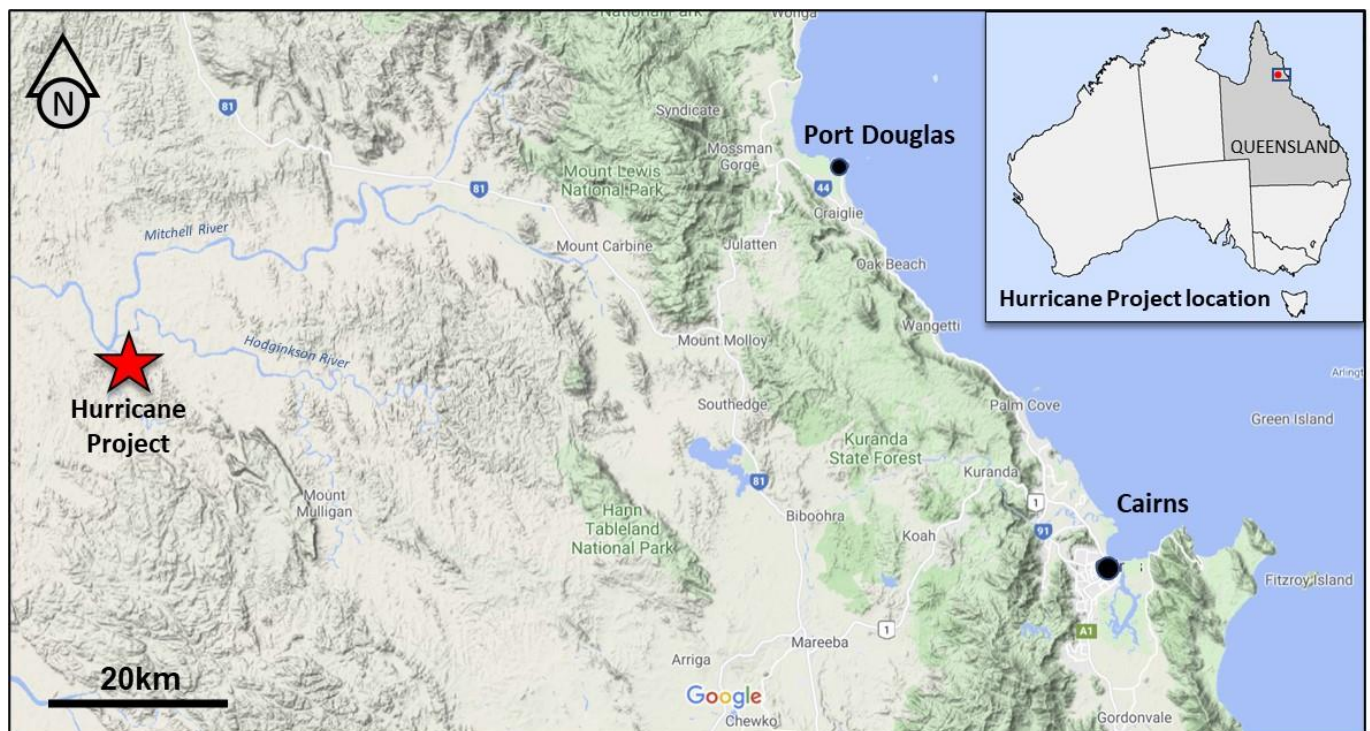 National Park
Wonga
N
81
Syndicate
Port Douglas
Mossman
Gorge
Mount Lewis
National Park
81
44
Craiglie
Mitchell River
Mount Carbine
Julatten
Oak Beach
QUEENSLAND
Hurricane Project location
Wangetti
Hodginkson River
Mount Molloy
Hurricane
Project
Southedge
Palm Cove
Arlingt
Green Island
Kuranda
State Forest
Kuranda
81
1
Mount
Mulligan
Hann
Tableland
National Park
Biboohra
Koah
91
Cairns
Fitzroy Island
A1
1
Mareeba
Arriga
20km
Google
Chewko
Gordonvale